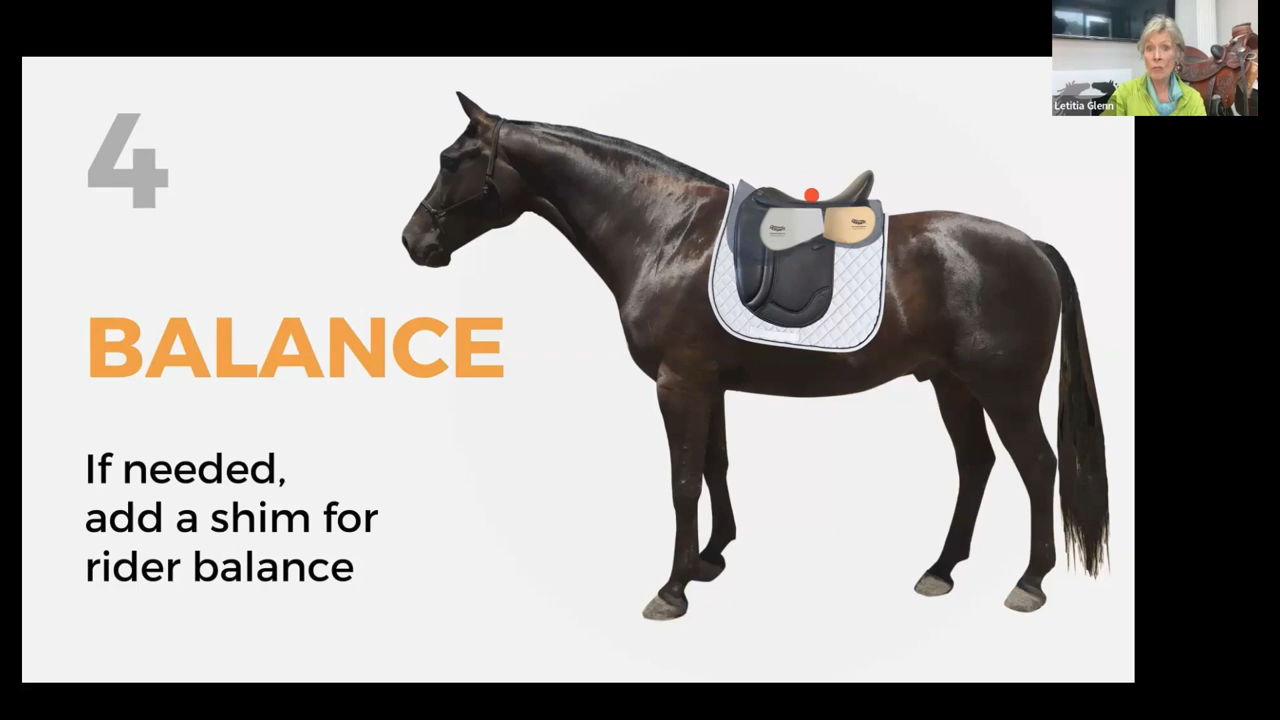 4
BALANCE
If needed,
add a shim for
rider balance
Letitia Glenn